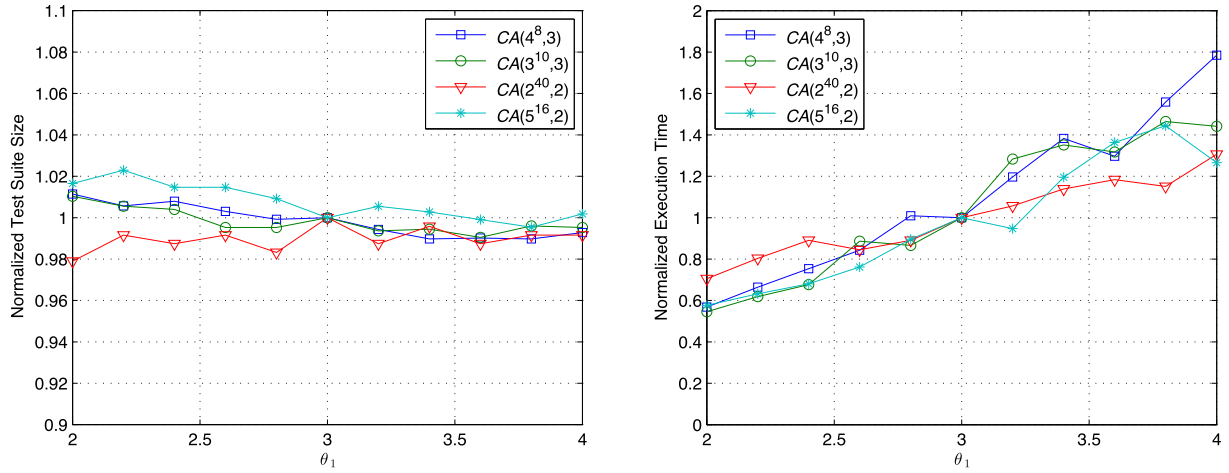 1.1
1.08
1.06
1.04
1.02
1
0.98
0.96
0.94
0.92
0.9
Normalized Test Suite Size
CA(4^8,3)
CA(3^10,3)
CA(2^40,2)
CA(5^16,2)
2
2.5
3
3.5
4
θ_1
2
1.8
1.6
1.4
1.2
1
0.8
0.6
0.4
0.2
0
Normalized Execution Time
CA(4^8,3)
CA(3^10,3)
CA(2^40,2)
CA(5^16,2)
2
2.5
3
3.5
4
θ_1